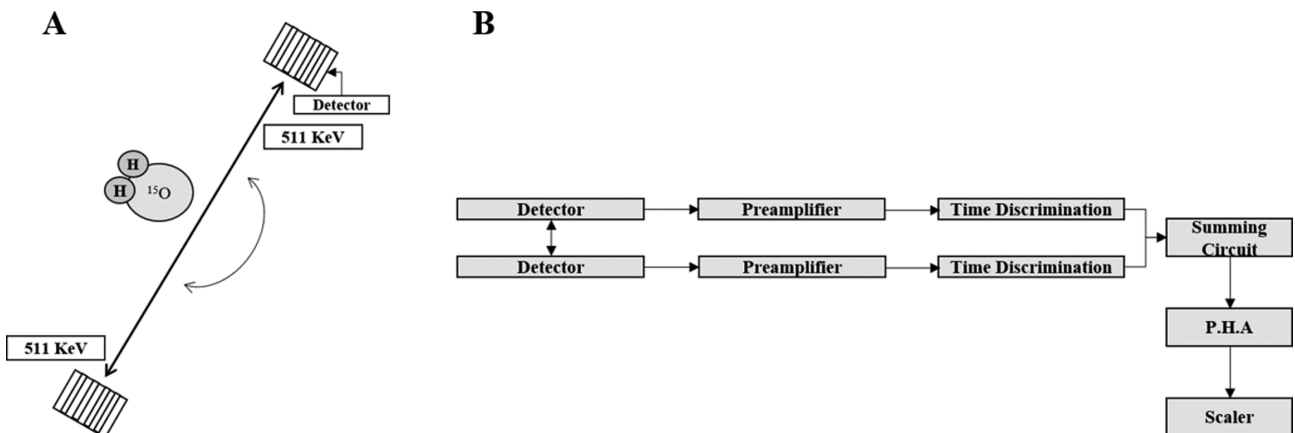 A
Detector
511 KeV
H
H
¹⁵O
511 KeV
B
Detector
Preamplifier
Time Discrimination
Detector
Preamplifier
Time Discrimination
Summing
Circuit
P.H.A
Scaler